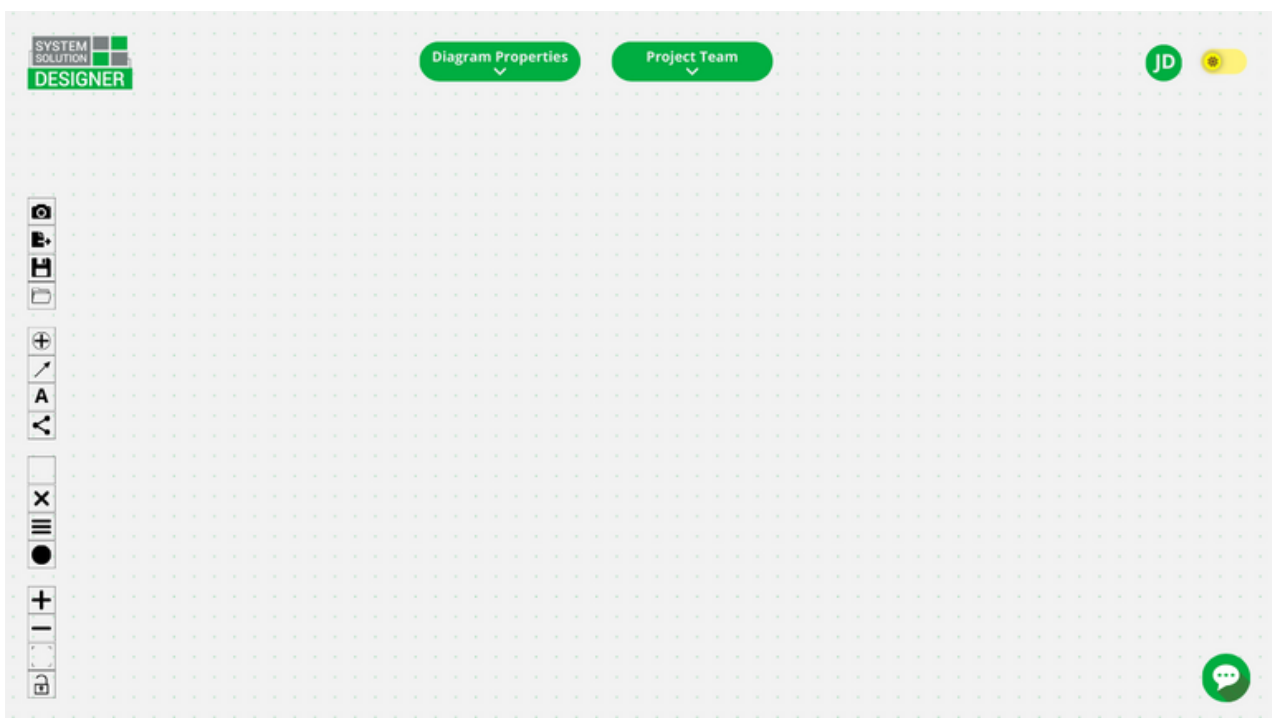 SYSTEM
SOLUTION
DESIGNER
Diagram Properties
Project Team
JD
A